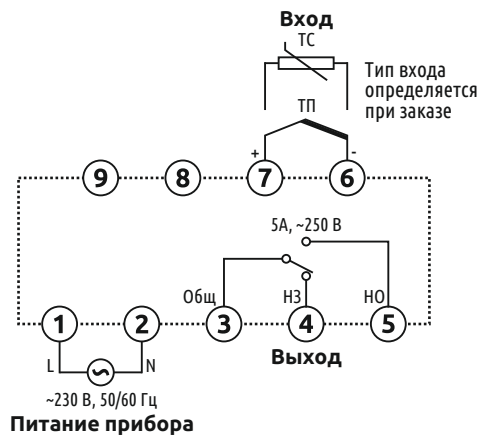 Вход
ТС
Тип входа
определяется
при заказе
ТП
+ -
9 8 7 6
5А, ~250 В
Общ НЗ НО
1 2 3 4 5
L N
Выход
~230 В, 50/60 Гц
Питание прибора